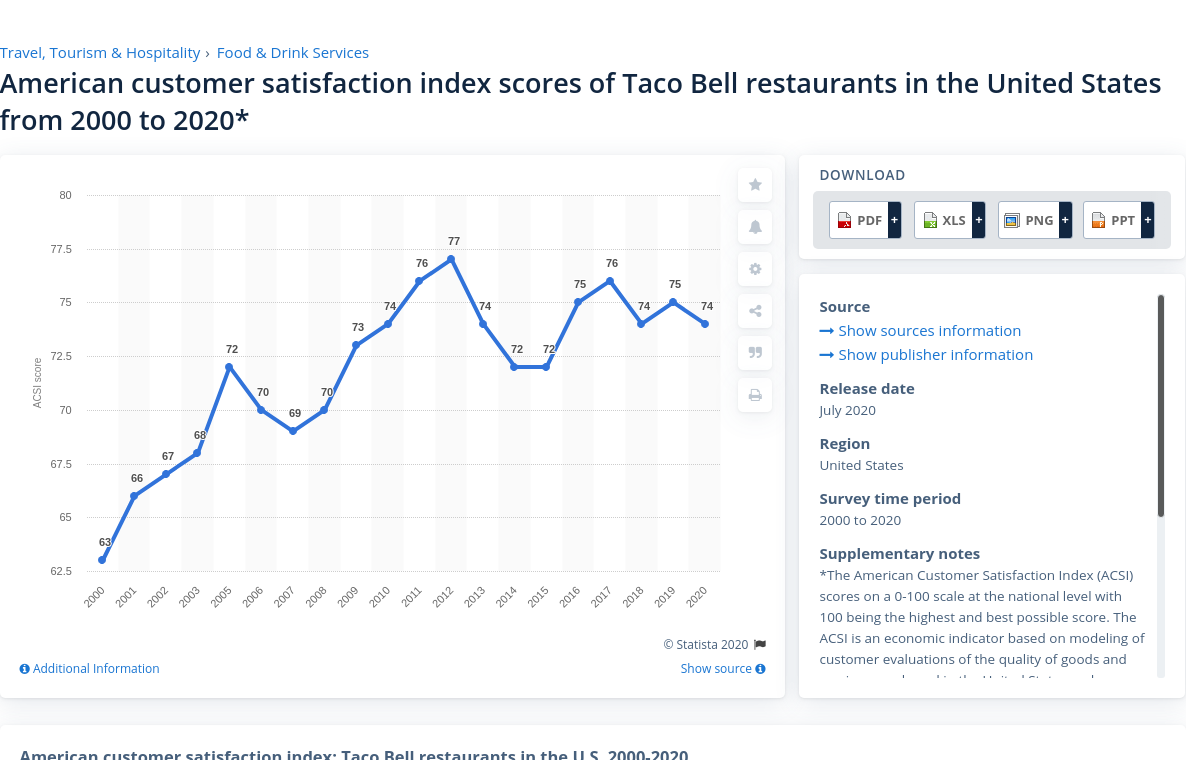 Travel, Tourism & Hospitality › Food & Drink Services
American customer satisfaction index scores of Taco Bell restaurants in the United States
from 2000 to 2020*
80
77.5
75
72.5
70
67.5
65
62.5
ACSI score
63
66
67
68
72
70
69
70
73
74
76
77
74
72
72
75
76
74
75
74
2000
2001
2002
2003
2005
2006
2007
2008
2009
2010
2011
2012
2013
2014
2015
2016
2017
2018
2019
2020
© Statista 2020
Additional Information
Show source
DOWNLOAD
PDF +
XLS +
PNG +
PPT +
Source
Show sources information
Show publisher information
Release date
July 2020
Region
United States
Survey time period
2000 to 2020
Supplementary notes
*The American Customer Satisfaction Index (ACSI)
scores on a 0-100 scale at the national level with
100 being the highest and best possible score. The
ACSI is an economic indicator based on modeling of
customer evaluations of the quality of goods and
American customer satisfaction index: Taco Bell restaurants in the U.S. 2000-2020